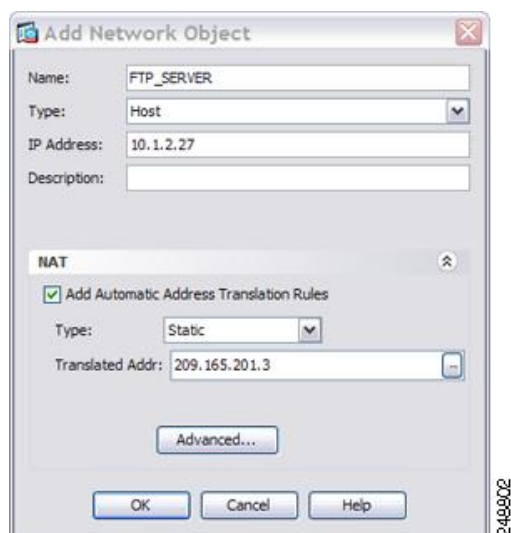 Add Network Object
Name: FTP_SERVER
Type: Host
IP Address: 10.1.2.27
Description:
NAT
Add Automatic Address Translation Rules
Type: Static
Translated Addr: 209.165.201.3 ...
Advanced...
OK Cancel Help
248802